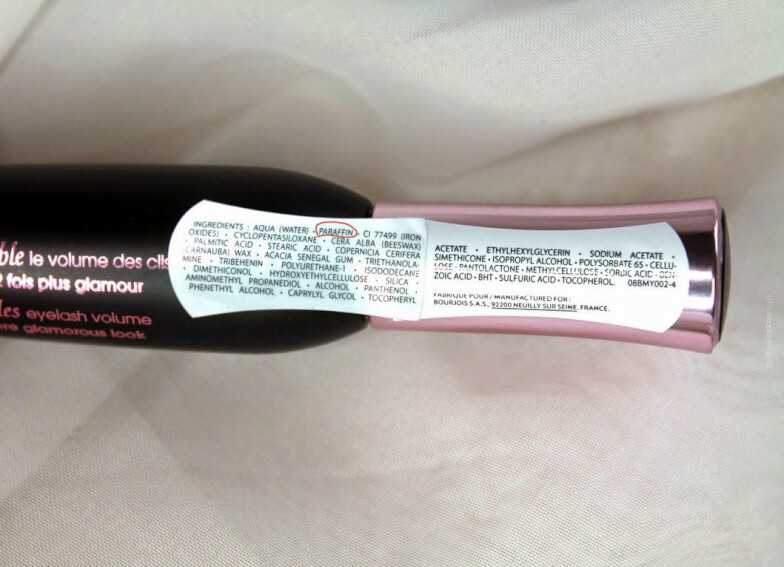 ble le volume des cils
2 fois plus glamour
les eyelash volume
re glamorous look
INGREDIENTS : AQUA (WATER) • PARAFFIN • CI 77499 (IRON
OXIDES) • CYCLOPENTASILOXANE • CERA ALBA (BEESWAX)
• PALMITIC ACID • STEARIC ACID • COPERNICIA CERIFERA
(CARNAUBA) WAX • ACACIA SENEGAL GUM • TRIETHANOLA-
MINE • TRIBEHENIN • POLYURETHANE-1 • ISODODECANE
• DIMETHICONOL • HYDROXYETHYLCELLULOSE • SILICA •
AMINOMETHYL PROPANEDIOL • ALCOHOL • PANTHENOL •
PHENETHYL ALCOHOL • CAPRYLYL GLYCOL • TOCOPHERYL
ACETATE • ETHYLHEXYLGLYCERIN • SODIUM ACETATE •
SIMETHICONE • ISOPROPYL ALCOHOL • POLYSORBATE 65 • CELLU-
LOSE • PANTOLACTONE • METHYLCELLULOSE • SORBIC ACID • BEN-
ZOIC ACID • BHT • SULFURIC ACID • TOCOPHEROL. 08BMY002-4
FABRIQUÉ POUR / MANUFACTURED FOR :
BOURJOIS S.A.S., 92200 NEUILLY SUR SEINE, FRANCE.